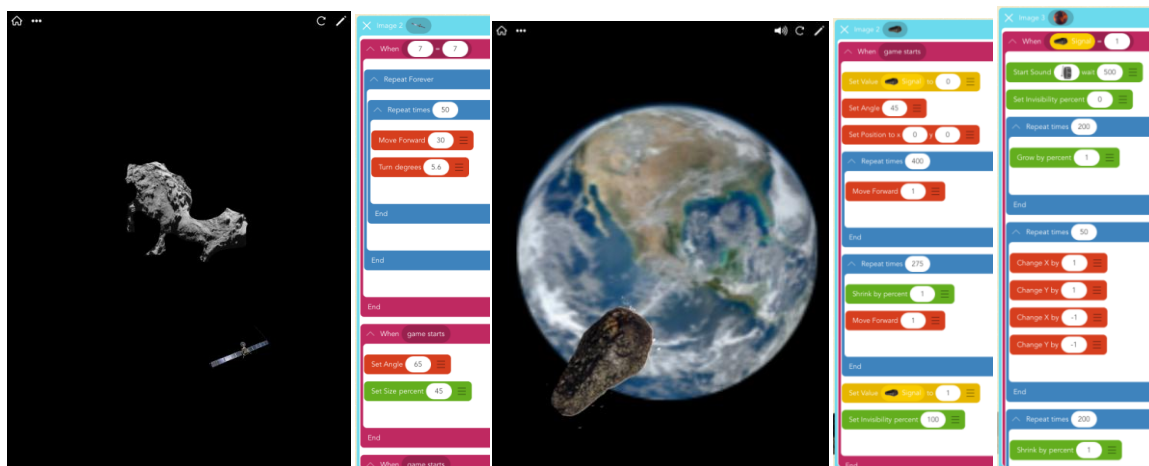 Image 2
When 7 = 7
Repeat Forever
Repeat times 50
Move Forward 30
Turn degrees 5.6
End
End
End
When game starts
Set Angle 65
Set Size percent 45
End
When game starts
Image 2
When game starts
Set Value Signal to 0
Set Angle 45
Set Position to x 0 y 0
Repeat times 400
Move Forward 1
End
Repeat times 275
Shrink by percent 1
Move Forward 1
End
Set Value Signal to 1
Set Invisibility percent 100
End
Image 3
When Signal = 1
Start Sound wait 500
Set Invisibility percent 0
Repeat times 200
Grow by percent 1
End
Repeat times 50
Change X by 1
Change Y by 1
Change X by -1
Change Y by -1
End
Repeat times 200
Shrink by percent 1